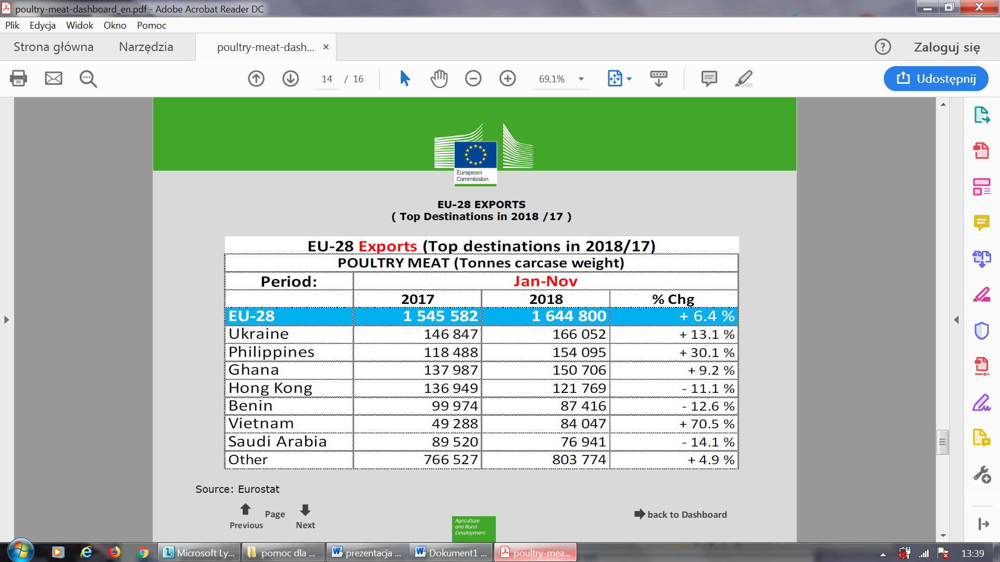 poultry-meat-dashboard_en.pdf - Adobe Acrobat Reader DC
Plik Edycja Widok Okno Pomoc
Strona główna Narzędzia poultry-meat-dash... × ? Zaloguj się
14 / 16 69,1% Udostępnij
European
Commission
EU-28 EXPORTS
( Top Destinations in 2018 /17 )
EU-28 Exports (Top destinations in 2018/17)
POULTRY MEAT (Tonnes carcase weight)
Period: Jan-Nov
2017 2018 % Chg
EU-28 1 545 582 1 644 800 + 6.4 %
Ukraine 146 847 166 052 + 13.1 %
Philippines 118 488 154 095 + 30.1 %
Ghana 137 987 150 706 + 9.2 %
Hong Kong 136 949 121 769 - 11.1 %
Benin 99 974 87 416 - 12.6 %
Vietnam 49 288 84 047 + 70.5 %
Saudi Arabia 89 520 76 941 - 14.1 %
Other 766 527 803 774 + 4.9 %
Source: Eurostat
Previous Page Next back to Dashboard
Agriculture
and Rural
Development
Microsoft Ly... pomoc dla ... prezentacja ... Dokument1 ... poultry-mea... 13:39